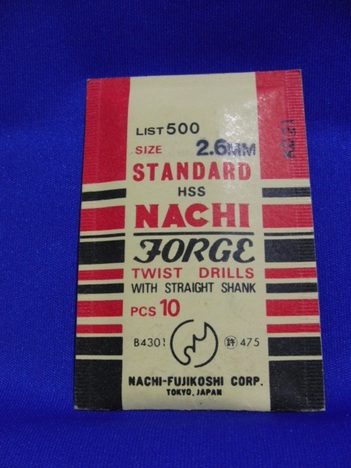 LIST 500
SIZE 2.6MM
STANDARD
HSS
NACHI
FORGE
TWIST DRILLS
WITH STRAIGHT SHANK
PCS 10
B4301 許 475
NACHI-FUJIKOSHI CORP.
TOKYO, JAPAN